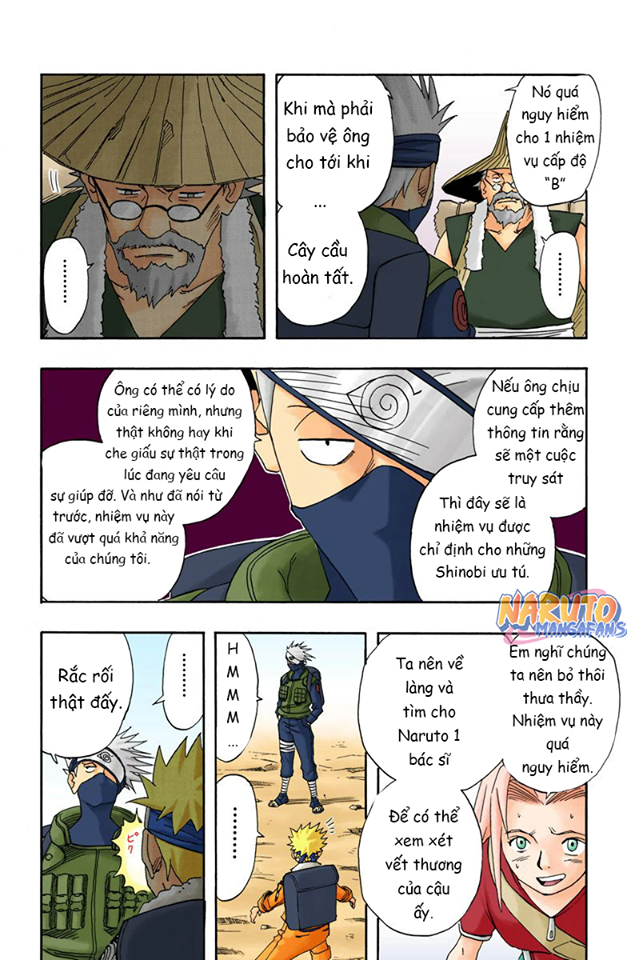 Nó quá
nguy hiểm
cho 1 nhiệm
vụ cấp độ
“B”
Khi mà phải
bảo vệ ông
cho tới khi
...
Cây cầu
hoàn tất.
........
Nếu ông chịu
cung cấp thêm
thông tin rằng
sẽ một cuộc
truy sát
Thì đây sẽ là
nhiệm vụ được
chỉ định cho những
Shinobi ưu tú.
Ông có thể có lý do
của riêng mình, nhưng
thật không hay khi
che giấu sự thật trong
lúc đang yêu cầu
sự giúp đỡ. Và như đã nói từ
trước, nhiệm vụ này
đã vượt quá khả năng
của chúng tôi.
NARUTO
MANGAFANS
Em nghĩ chúng
ta nên bỏ thôi
thưa thầy.
Nhiệm vụ này
quá
nguy hiểm.
Ta nên về
làng và
tìm cho
Naruto 1
bác sĩ
Để có thể
xem xét
vết thương
của cậu
ấy.
H
M
M
M
...
........
........
Rắc rối
thật đấy.
ピク